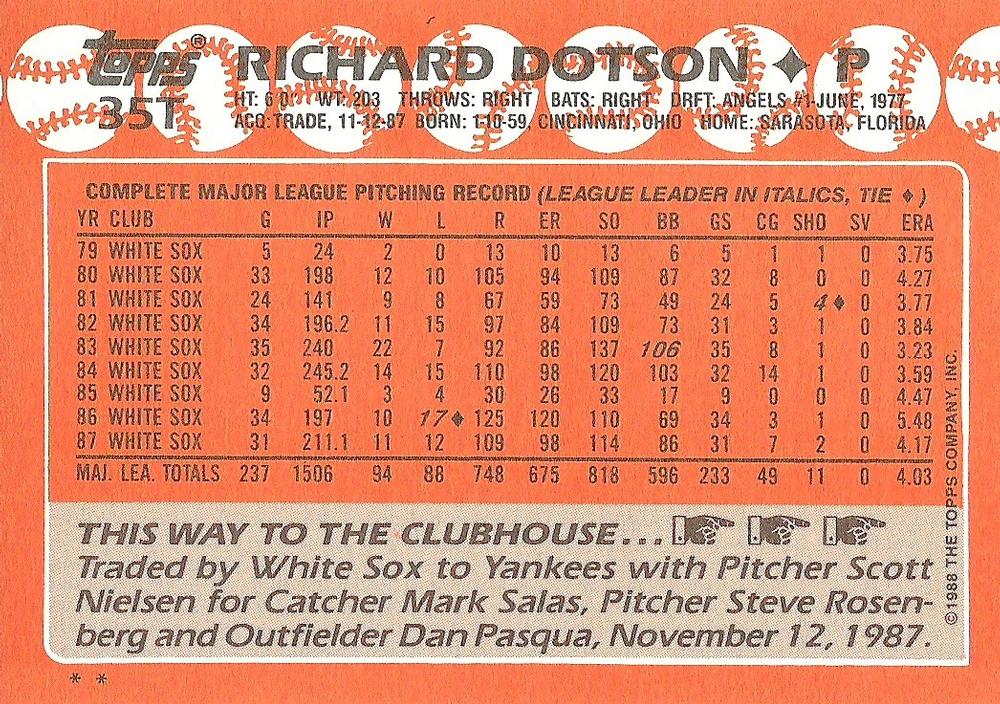 Topps® RICHARD DOTSON ♦ P
35T
HT: 6'0" WT: 203 THROWS: RIGHT BATS: RIGHT DRFT: ANGELS #1-JUNE, 1977
ACQ: TRADE, 11-12-87 BORN: 1-10-59, CINCINNATI, OHIO HOME: SARASOTA, FLORIDA
COMPLETE MAJOR LEAGUE PITCHING RECORD (LEAGUE LEADER IN ITALICS, TIE ♦)
YR CLUB G IP W L R ER SO BB GS CG SHO SV ERA
79 WHITE SOX 5 24 2 0 13 10 13 6 5 1 1 0 3.75
80 WHITE SOX 33 198 12 10 105 94 109 87 32 8 0 0 4.27
81 WHITE SOX 24 141 9 8 67 59 73 49 24 5 4♦ 0 3.77
82 WHITE SOX 34 196.2 11 15 97 84 109 73 31 3 1 0 3.84
83 WHITE SOX 35 240 22 7 92 86 137 106 35 8 1 0 3.23
84 WHITE SOX 32 245.2 14 15 110 98 120 103 32 14 1 0 3.59
85 WHITE SOX 9 52.1 3 4 30 26 33 17 9 0 0 0 4.47
86 WHITE SOX 34 197 10 17♦ 125 120 110 69 34 3 1 0 5.48
87 WHITE SOX 31 211.1 11 12 109 98 114 86 31 7 2 0 4.17
MAJ. LEA. TOTALS 237 1506 94 88 748 675 818 596 233 49 11 0 4.03
THIS WAY TO THE CLUBHOUSE...
Traded by White Sox to Yankees with Pitcher Scott
Nielsen for Catcher Mark Salas, Pitcher Steve Rosen-
berg and Outfielder Dan Pasqua, November 12, 1987.
©1988 THE TOPPS COMPANY, INC.
* *